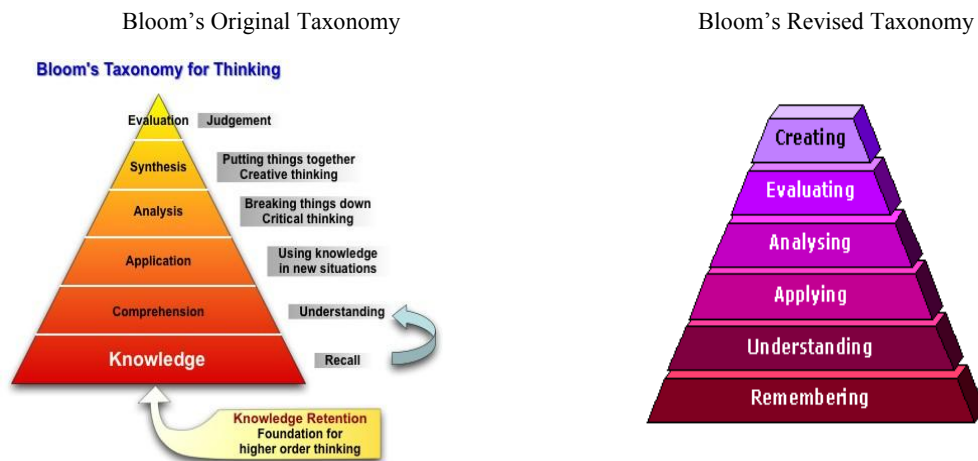 Bloom's Original Taxonomy
Bloom's Revised Taxonomy
Bloom's Taxonomy for Thinking
Evaluation
Judgement
Synthesis
Putting things together
Creative thinking
Analysis
Breaking things down
Critical thinking
Application
Using knowledge
in new situations
Comprehension
Understanding
Knowledge
Recall
Knowledge Retention
Foundation for
higher order thinking
Creating
Evaluating
Analysing
Applying
Understanding
Remembering